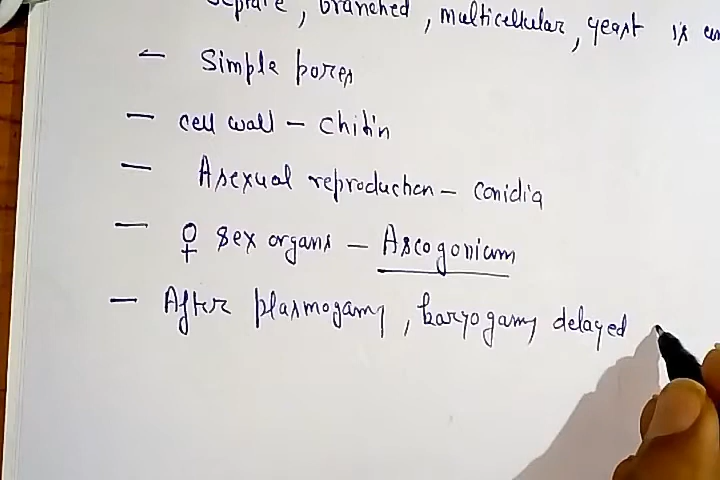 septate, branched, multicellular, yeast is
– Simple pores
– cell wall – chitin
– Asexual reproduction – conidia
– ♀ sex organs – Ascogonium
– After plasmogamy, karyogamy delayed